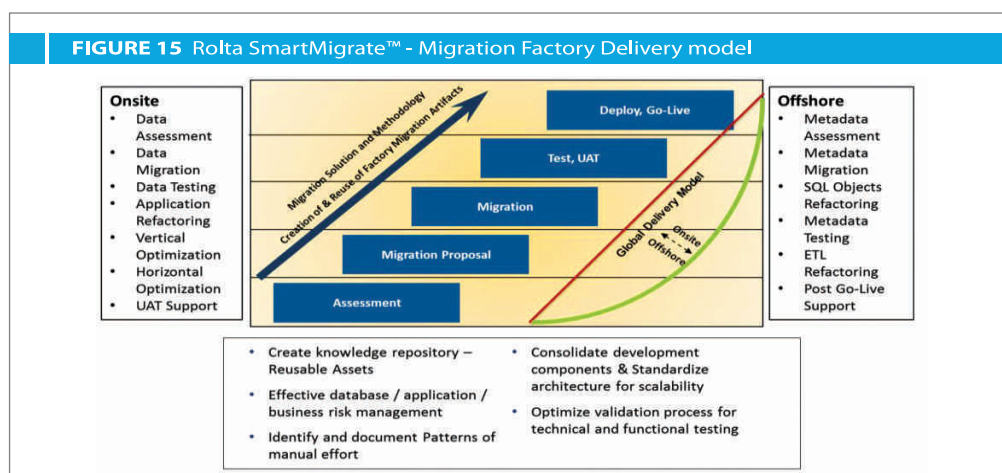 FIGURE 15 Rolta SmartMigrate™ - Migration Factory Delivery model
Onsite
• Data
Assessment
• Data
Migration
• Data Testing
• Application
Refactoring
• Vertical
Optimization
• Horizontal
Optimization
• UAT Support
Migration Solution and Methodology
Creation of & Reuse of Factory Migration Artifacts
Deploy, Go-Live
Test, UAT
Migration
Migration Proposal
Assessment
Global Delivery Model
Onsite
Offshore
Offshore
• Metadata
Assessment
• Metadata
Migration
• SQL Objects
Refactoring
• Metadata
Testing
• ETL
Refactoring
• Post Go-Live
Support
• Create knowledge repository –
Reusable Assets
• Effective database / application /
business risk management
• Identify and document Patterns of
manual effort
• Consolidate development
components & Standardize
architecture for scalability
• Optimize validation process for
technical and functional testing